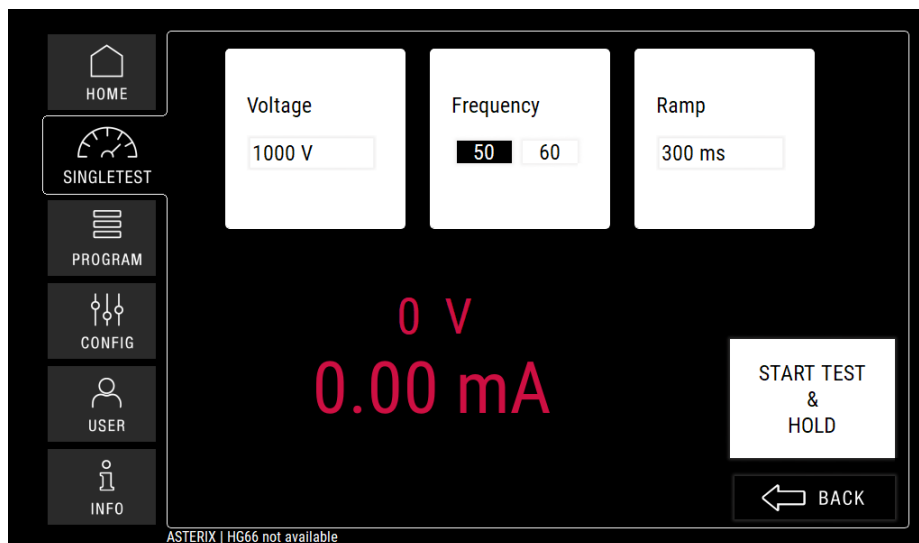 HOME
SINGLETEST
PROGRAM
CONFIG
USER
INFO
Voltage
1000 V
Frequency
50 60
Ramp
300 ms
0 V
0.00 mA
START TEST
&
HOLD
BACK
ASTERIX | HG66 not available